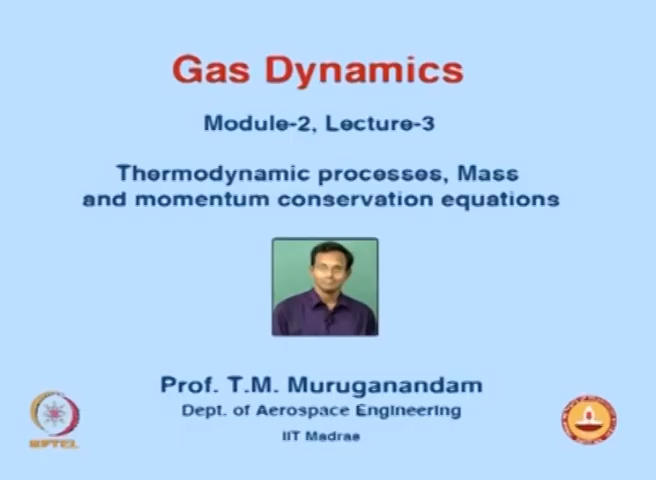 Gas Dynamics
Module-2, Lecture-3
Thermodynamic processes, Mass
and momentum conservation equations
Prof. T.M. Muruganandam
Dept. of Aerospace Engineering
IIT Madras
NPTEL